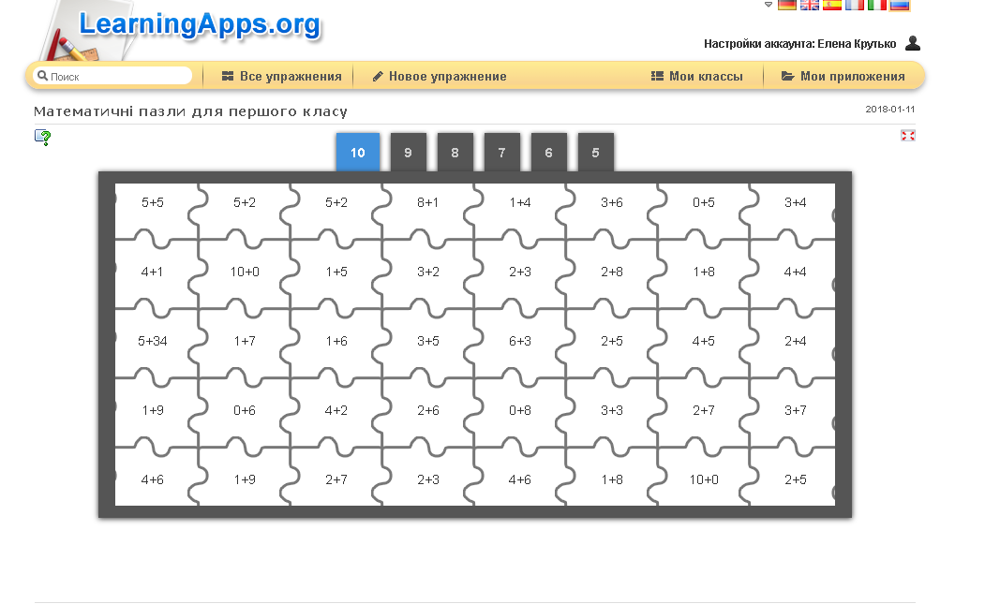 LearningApps.org
Настройки аккаунта: Елена Крутько
Поиск
Все упражнения
Новое упражнение
Мои классы
Мои приложения
Математичні пазли для першого класу
2018-01-11
10 9 8 7 6 5
5+5 5+2 5+2 8+1 1+4 3+6 0+5 3+4
4+1 10+0 1+5 3+2 2+3 2+8 1+8 4+4
5+34 1+7 1+6 3+5 6+3 2+5 4+5 2+4
1+9 0+6 4+2 2+6 0+8 3+3 2+7 3+7
4+6 1+9 2+7 2+3 4+6 1+8 10+0 2+5